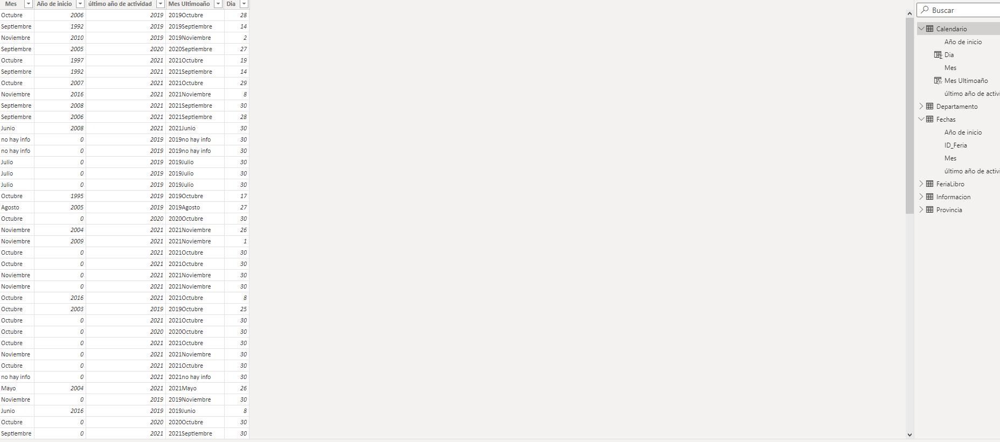 Mes Año de inicio último año de actividad Mes Ultimoaño Dia
Octubre 2006 2019 2019Octubre 28
Septiembre 1992 2019 2019Septiembre 14
Noviembre 2010 2019 2019Noviembre 2
Septiembre 2005 2020 2020Septiembre 27
Octubre 1997 2021 2021Octubre 19
Septiembre 1992 2021 2021Septiembre 14
Octubre 2007 2021 2021Octubre 29
Noviembre 2016 2021 2021Noviembre 8
Septiembre 2008 2021 2021Septiembre 30
Septiembre 2006 2021 2021Septiembre 28
Junio 2008 2021 2021Junio 30
no hay info 0 2019 2019no hay info 30
no hay info 0 2019 2019no hay info 30
Julio 0 2019 2019Julio 30
Julio 0 2019 2019Julio 30
Julio 0 2019 2019Julio 30
Octubre 1995 2019 2019Octubre 17
Agosto 2005 2019 2019Agosto 27
Octubre 0 2020 2020Octubre 30
Noviembre 2004 2021 2021Noviembre 26
Noviembre 2009 2021 2021Noviembre 1
Octubre 0 2021 2021Octubre 30
Octubre 0 2021 2021Octubre 30
Noviembre 0 2021 2021Noviembre 30
Noviembre 0 2021 2021Noviembre 30
Octubre 2016 2021 2021Octubre 8
Octubre 2003 2019 2019Octubre 25
Octubre 0 2021 2021Octubre 30
Octubre 0 2020 2020Octubre 30
Octubre 0 2021 2021Octubre 30
Noviembre 0 2021 2021Noviembre 30
Octubre 0 2021 2021Octubre 30
no hay info 0 2021 2021no hay info 30
Mayo 2004 2021 2021Mayo 26
Noviembre 0 2019 2019Noviembre 30
Junio 2016 2019 2019Junio 8
Octubre 0 2020 2020Octubre 30
Septiembre 0 2021 2021Septiembre 30
Buscar
Calendario
Año de inicio
Dia
Mes
Mes Ultimoaño
último año de activi
Departamento
Fechas
Año de inicio
ID_Feria
Mes
último año de activi
FeriaLibro
Informacion
Provincia